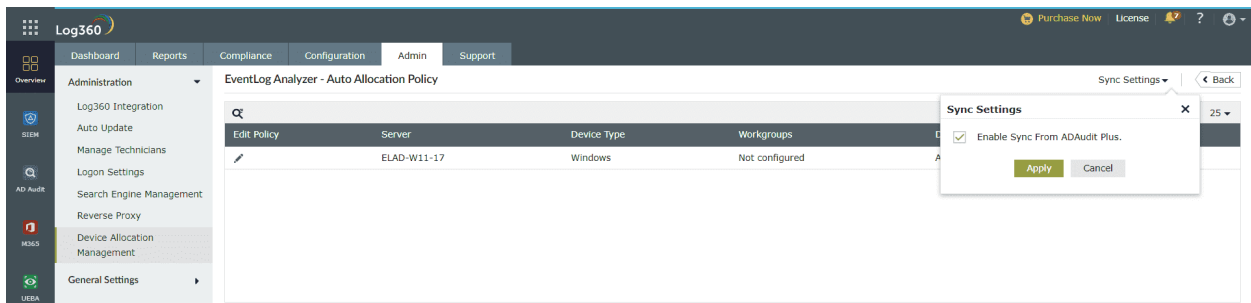 Log360
Purchase Now
License
7
?
Overview
SIEM
AD Audit
M365
UEBA
Dashboard
Reports
Compliance
Configuration
Admin
Support
Administration
Log360 Integration
Auto Update
Manage Technicians
Logon Settings
Search Engine Management
Reverse Proxy
Device Allocation
Management
General Settings
EventLog Analyzer - Auto Allocation Policy
Sync Settings
Back
25
Edit Policy
Server
Device Type
Workgroups
D
ELAD-W11-17
Windows
Not configured
A
Sync Settings
Enable Sync From ADAudit Plus.
Apply
Cancel